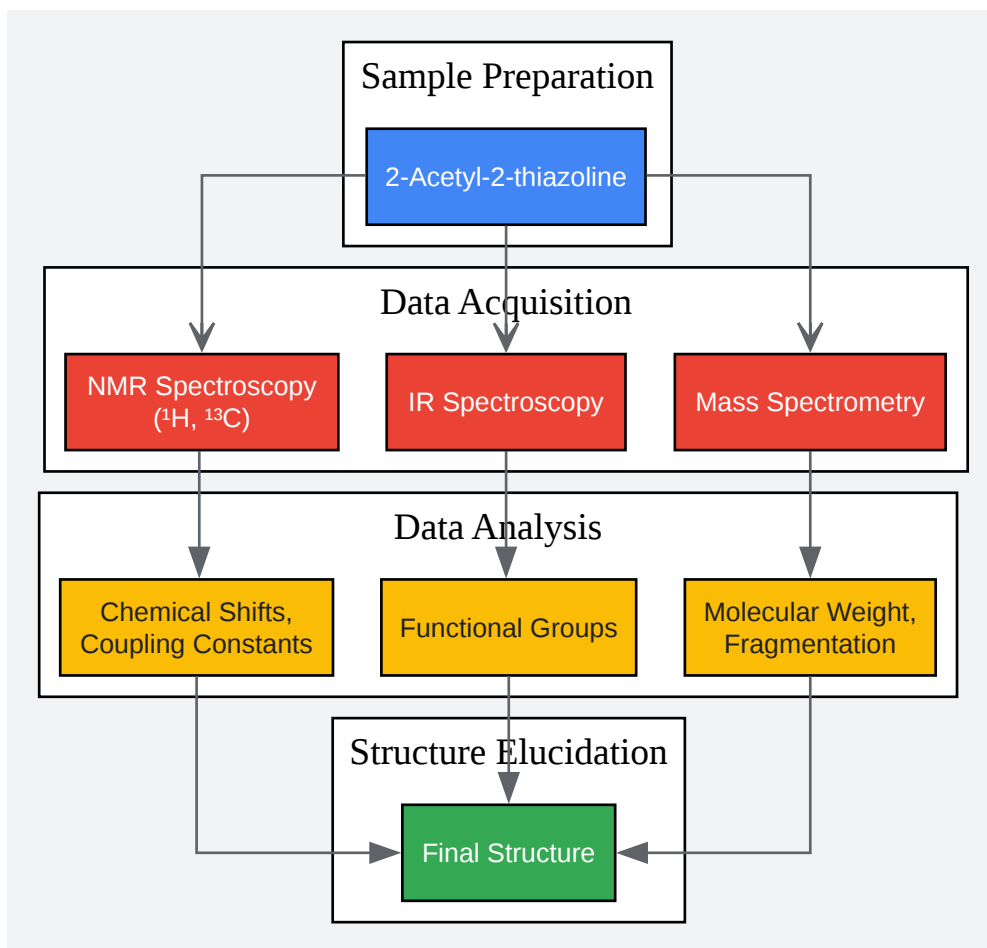 Sample Preparation
2-Acetyl-2-thiazoline
Data Acquisition
NMR Spectroscopy
(¹H, ¹³C)
IR Spectroscopy
Mass Spectrometry
Data Analysis
Chemical Shifts,
Coupling Constants
Functional Groups
Molecular Weight,
Fragmentation
Structure Elucidation
Final Structure